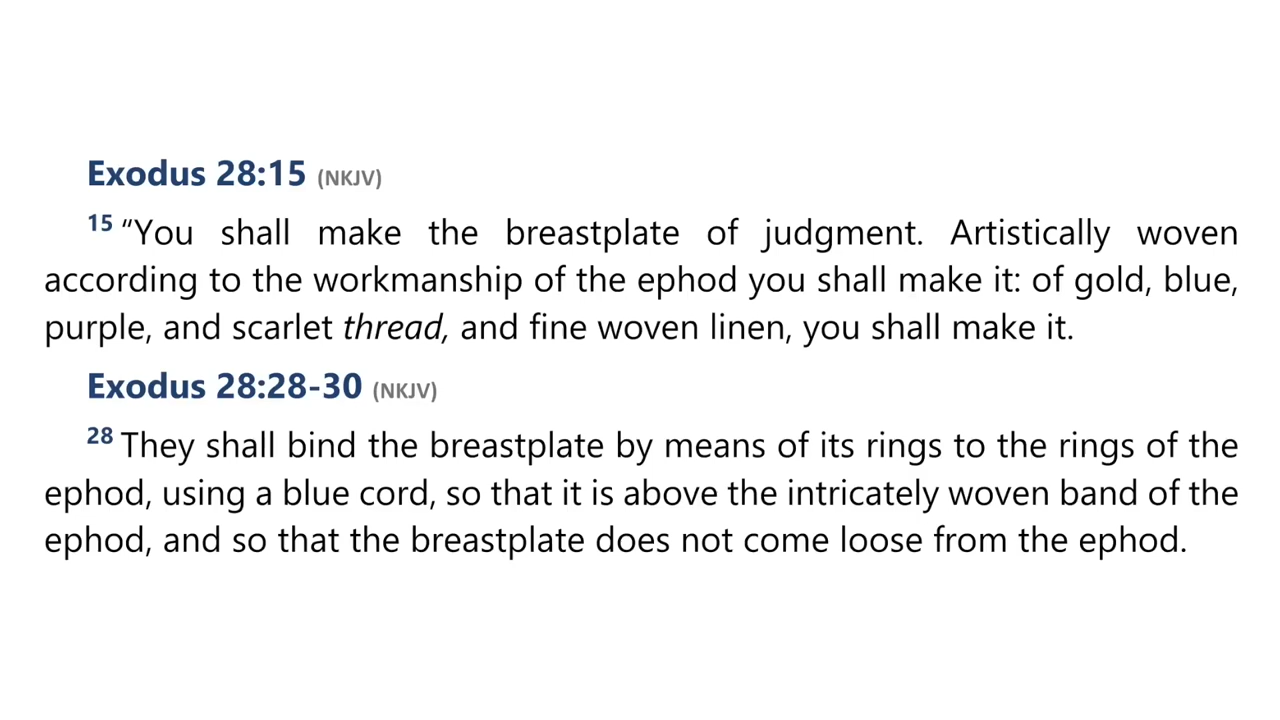 Exodus 28:15 (NKJV)
15 “You shall make the breastplate of judgment. Artistically woven
according to the workmanship of the ephod you shall make it: of gold, blue,
purple, and scarlet thread, and fine woven linen, you shall make it.
Exodus 28:28-30 (NKJV)
28 They shall bind the breastplate by means of its rings to the rings of the
ephod, using a blue cord, so that it is above the intricately woven band of the
ephod, and so that the breastplate does not come loose from the ephod.